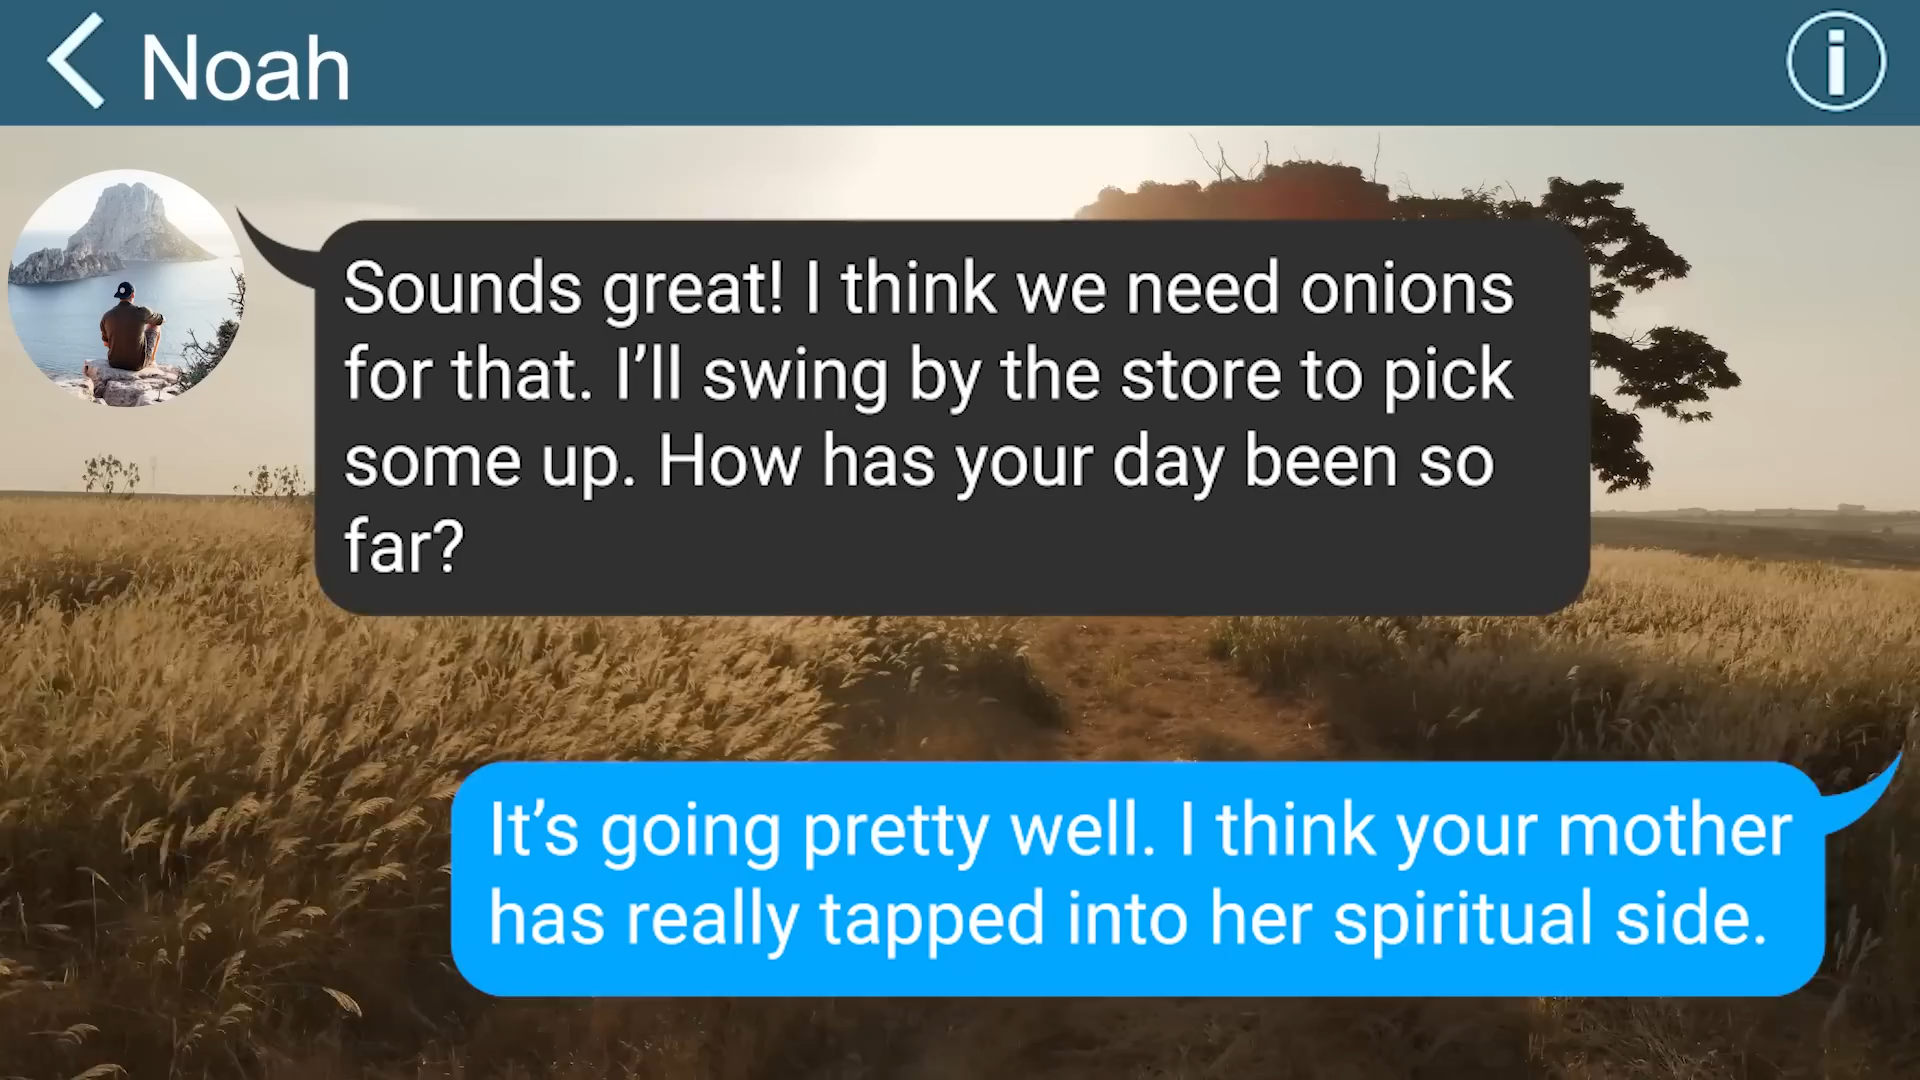 Noah
Sounds great! I think we need onions
for that. I’ll swing by the store to pick
some up. How has your day been so
far?
It’s going pretty well. I think your mother
has really tapped into her spiritual side.